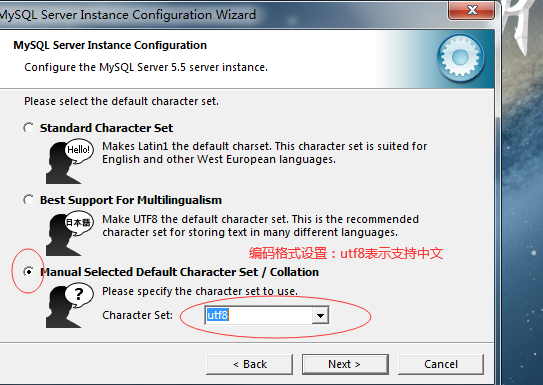 MySQL Server Instance Configuration Wizard
MySQL Server Instance Configuration
Configure the MySQL Server 5.5 server instance.
Please select the default character set.
Standard Character Set
Hello!
Makes Latin1 the default charset. This character set is suited for
English and other West European languages.
Best Support For Multilingualism
日本語
Make UTF8 the default character set. This is the recommended
character set for storing text in many different languages.
编码格式设置：utf8表示支持中文
Manual Selected Default Character Set / Collation
?
Please specify the character set to use.
Character Set: utf8
< Back Next > Cancel